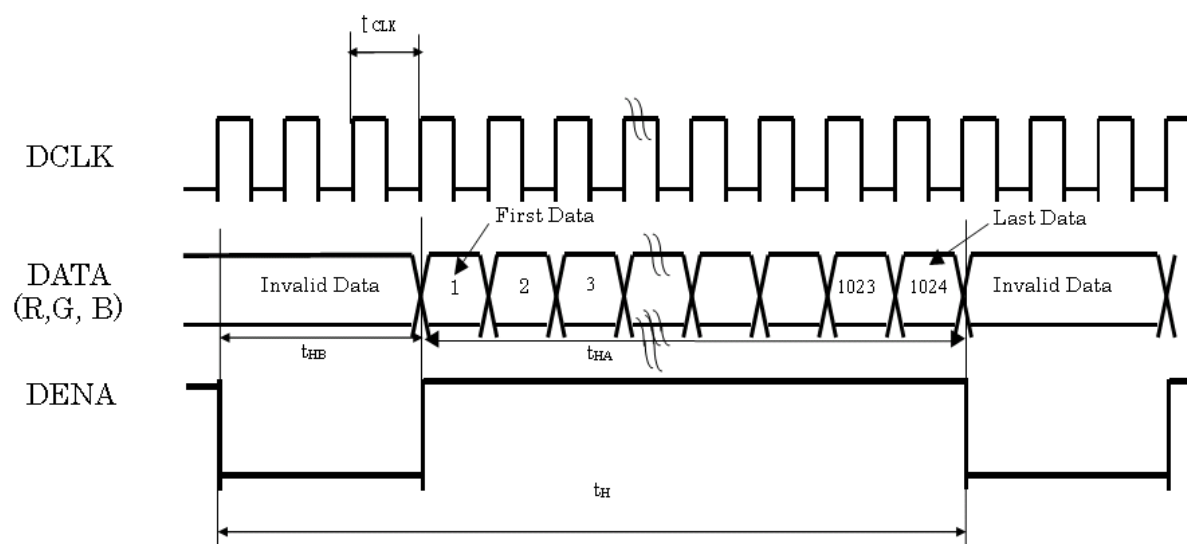 t CLK
DCLK
First Data
Last Data
DATA
(R,G, B)
Invalid Data
1
2
3
1023
1024
Invalid Data
tHB
tHA
DENA
tH